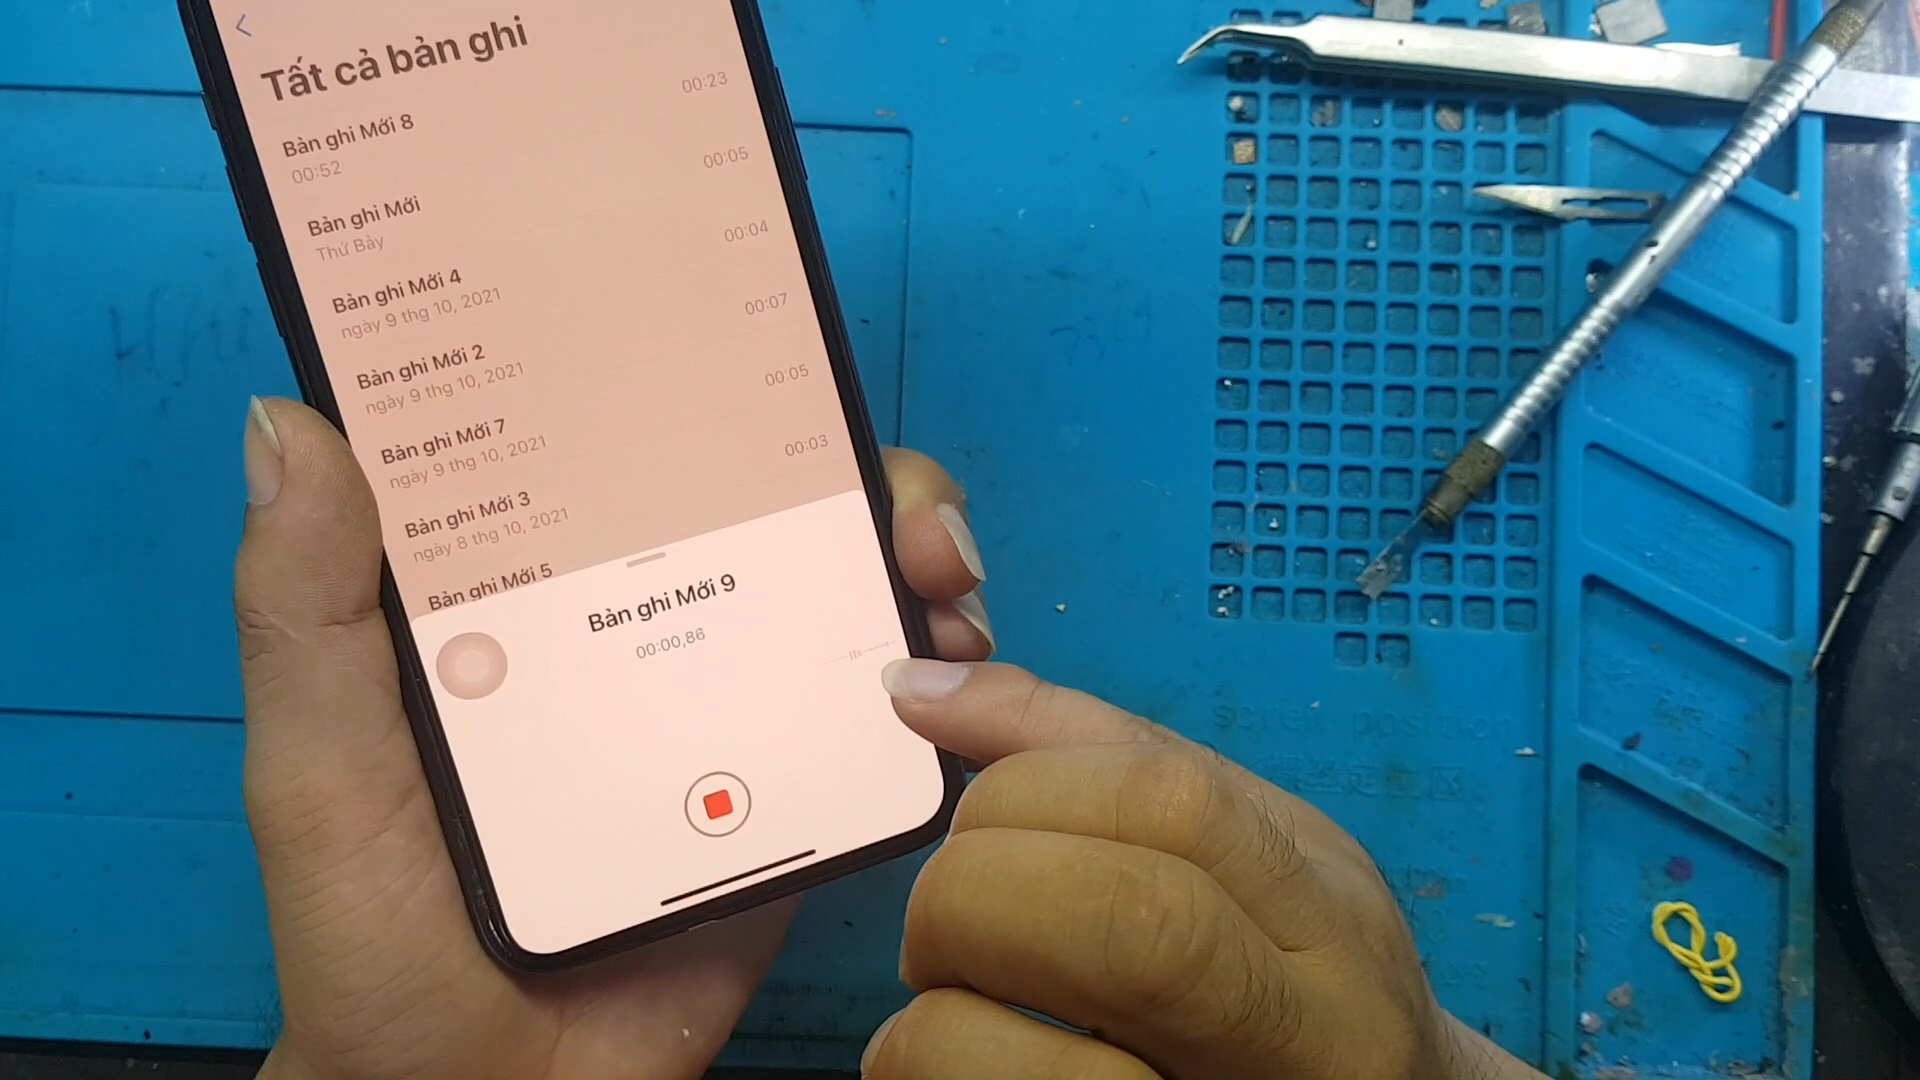 Tất cả bản ghi
Bản ghi Mới 8
00:52
00:23
Bản ghi Mới
Thứ Bảy
00:05
Bản ghi Mới 4
ngày 9 thg 10, 2021
00:04
Bản ghi Mới 2
ngày 9 thg 10, 2021
00:07
Bản ghi Mới 7
ngày 9 thg 10, 2021
00:05
Bản ghi Mới 3
ngày 8 thg 10, 2021
00:03
Bản ghi Mới 5
Bản ghi Mới 9
00:00,86
screw position